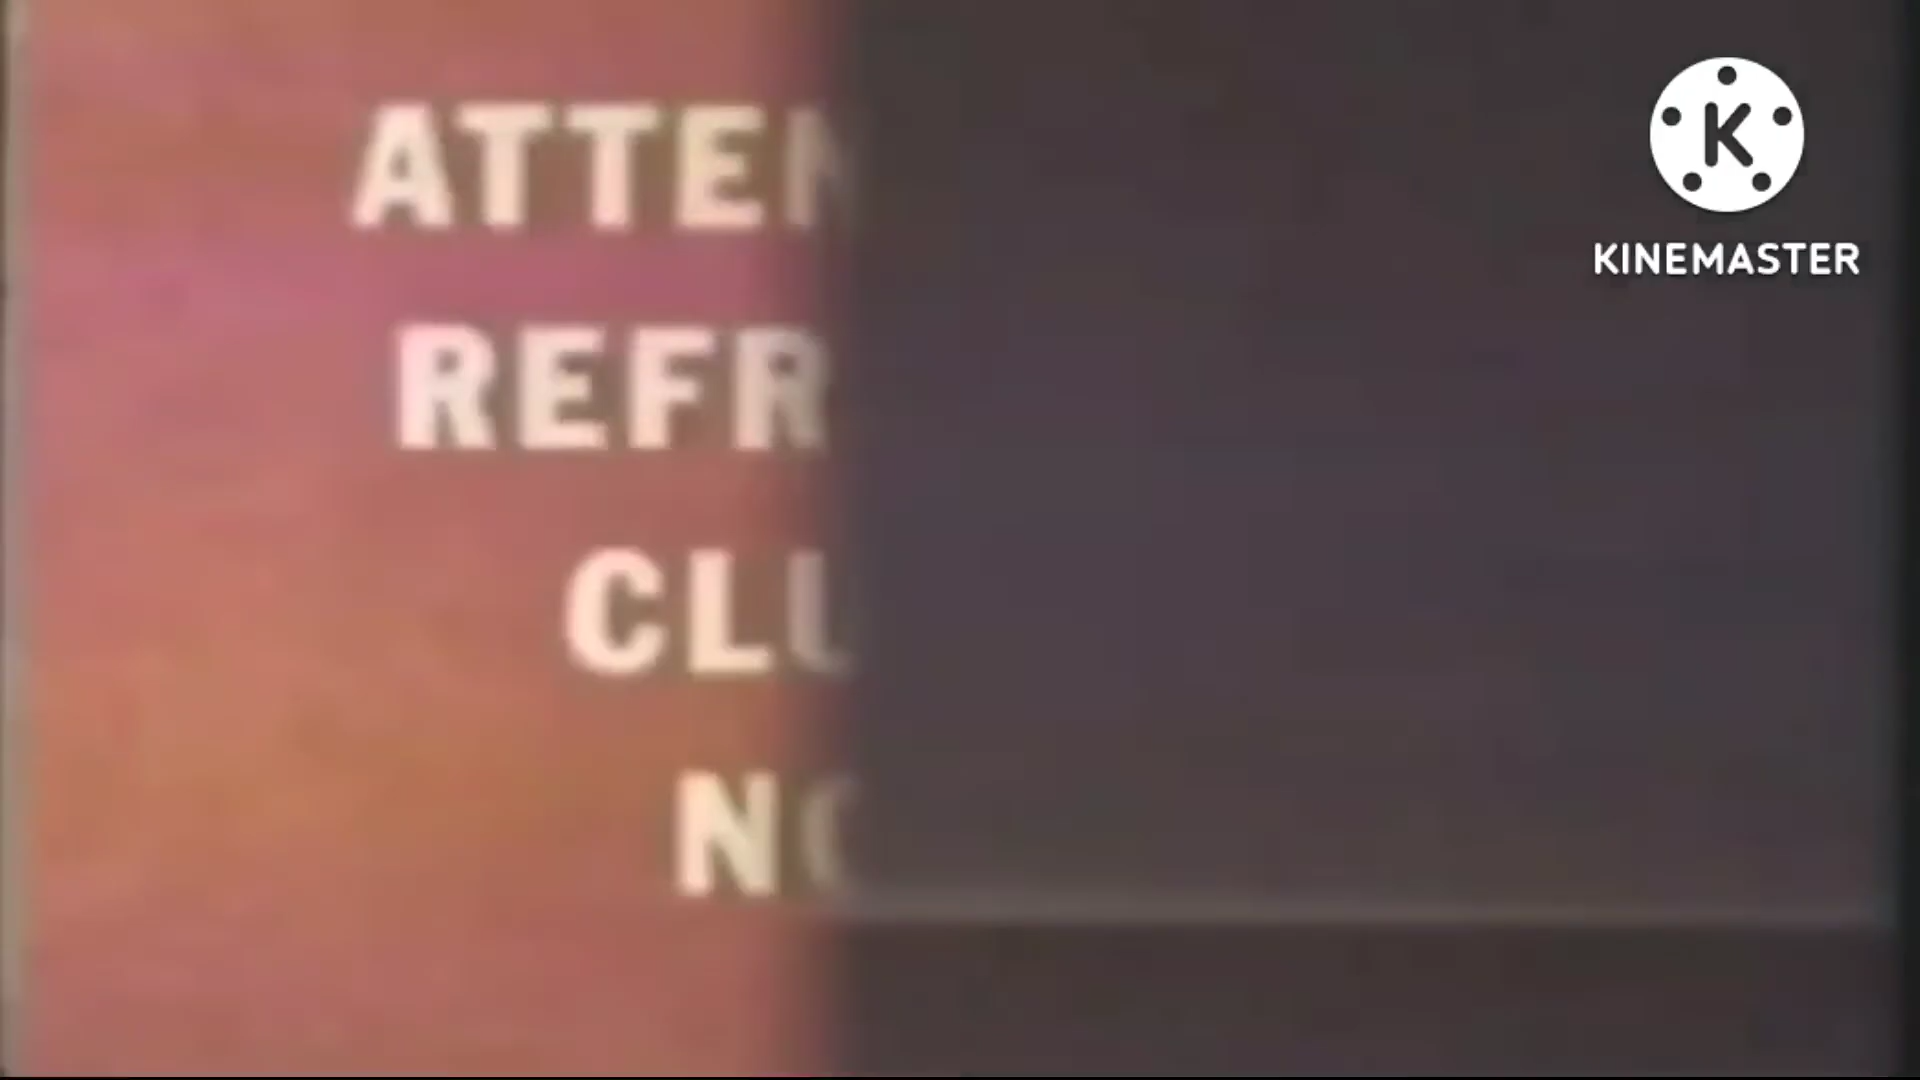 ATTEN
REFR
CLU
NO
K
KINEMASTER